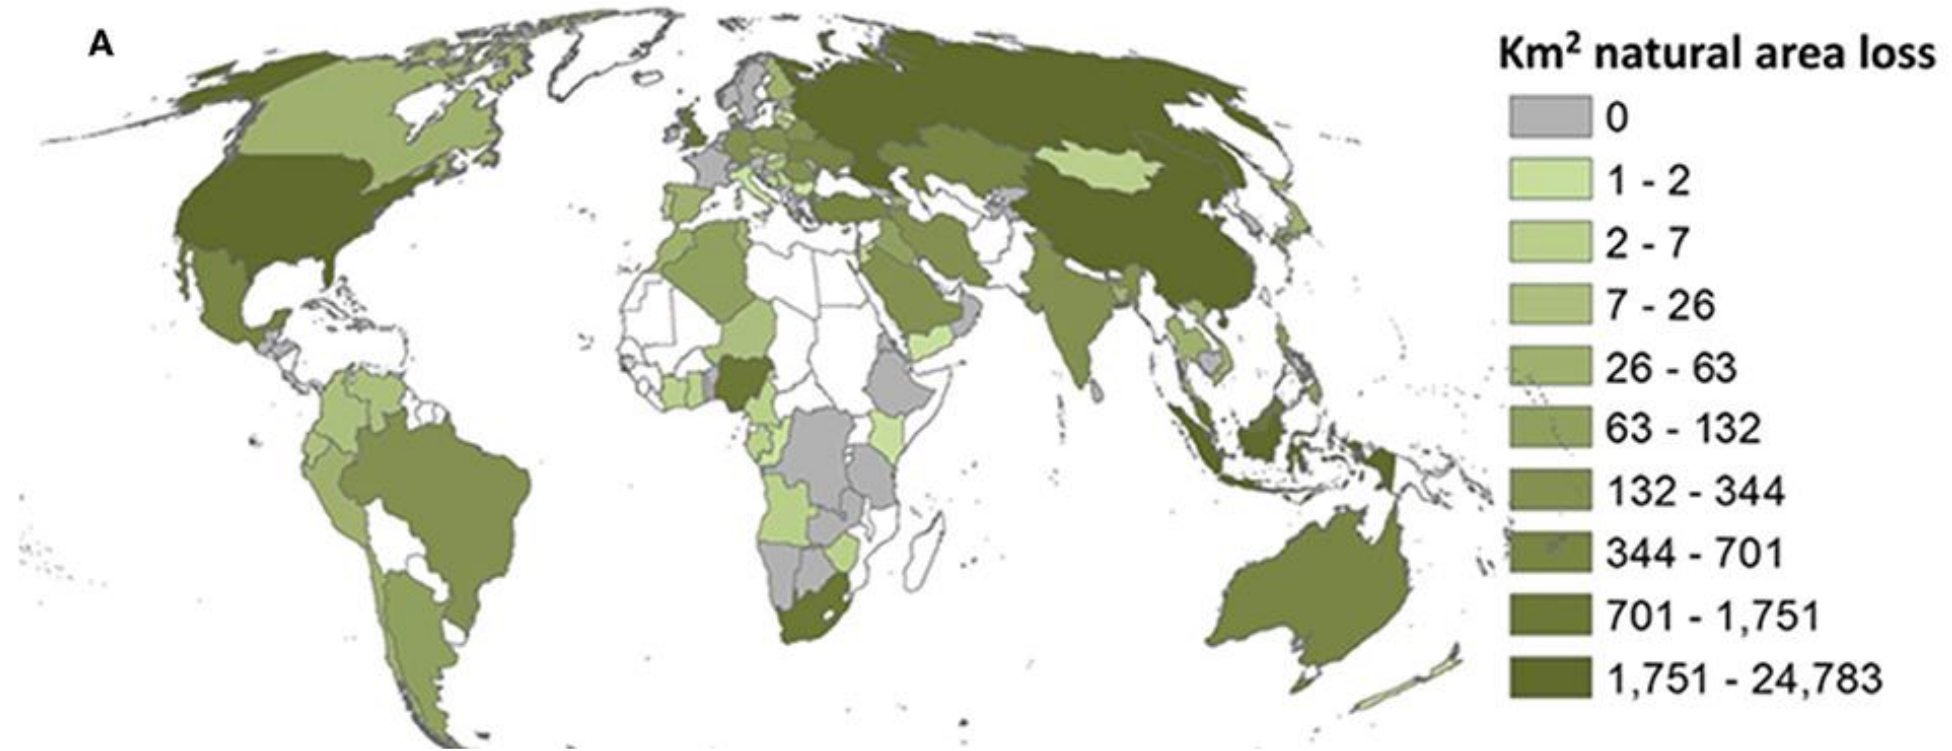 A
Km² natural area loss
0
1 - 2
2 - 7
7 - 26
26 - 63
63 - 132
132 - 344
344 - 701
701 - 1,751
1,751 - 24,783